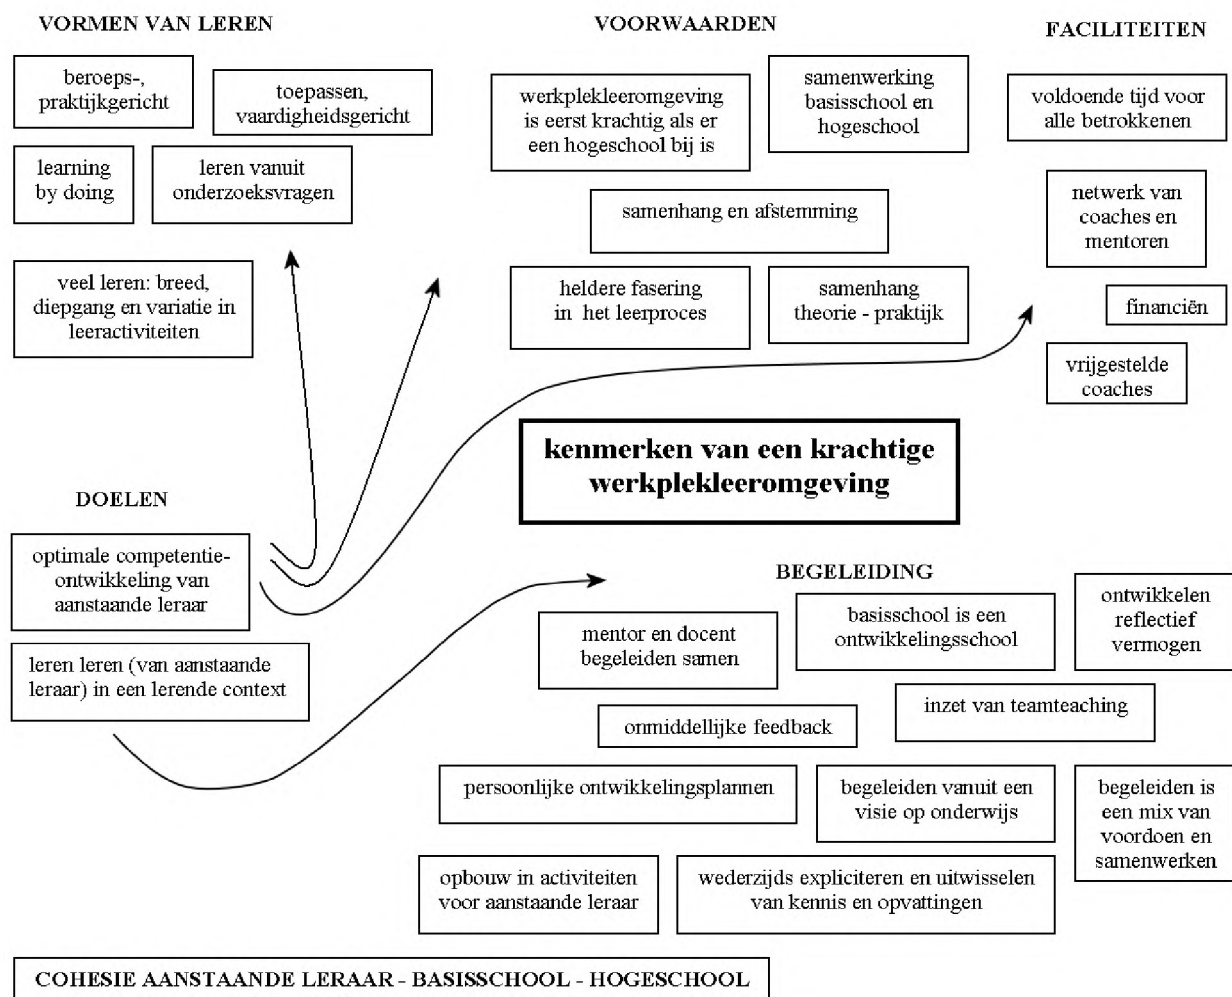 VORMEN VAN LEREN
beroeps-,
praktijkgericht
toepassen,
vaardigheidsgericht
learning
by doing
leren vanuit
onderzoeksvragen
veel leren: breed,
diepgang en variatie in
leeractiviteiten
VOORWAARDEN
werkplekleeromgeving
is eerst krachtig als er
een hogeschool bij is
samenwerking
basisschool en
hogeschool
samenhang en afstemming
heldere fasering
in het leerproces
samenhang
theorie - praktijk
FACILITEITEN
voldoende tijd voor
alle betrokkenen
netwerk van
coaches en
mentoren
financiën
vrijgestelde
coaches
kenmerken van een krachtige
werkplekleeromgeving
DOELEN
optimale competentie-
ontwikkeling van
aanstaande leraar
leren leren (van aanstaande
leraar) in een lerende context
BEGELEIDING
mentor en docent
begeleiden samen
basisschool is een
ontwikkelingsschool
ontwikkelen
reflectief
vermogen
onmiddellijke feedback
inzet van teamteaching
persoonlijke ontwikkelingsplannen
begeleiden vanuit een
visie op onderwijs
begeleiden is
een mix van
voordoen en
samenwerken
opbouw in activiteiten
voor aanstaande leraar
wederzijds expliciteren en uitwisselen
van kennis en opvattingen
COHESIE AANSTAANDE LERAAR - BASISSCHOOL - HOGESCHOOL